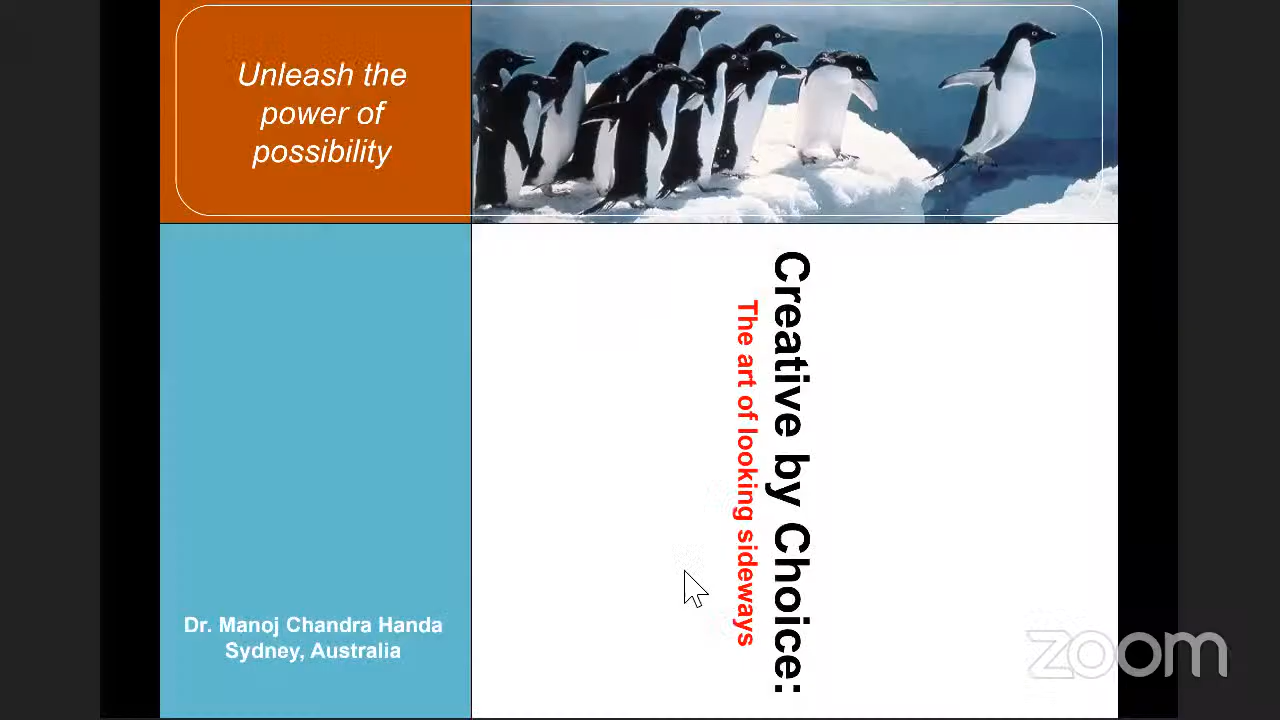 Unleash the
power of
possibility
Creative by Choice:
The art of looking sideways
Dr. Manoj Chandra Handa
Sydney, Australia
zoom